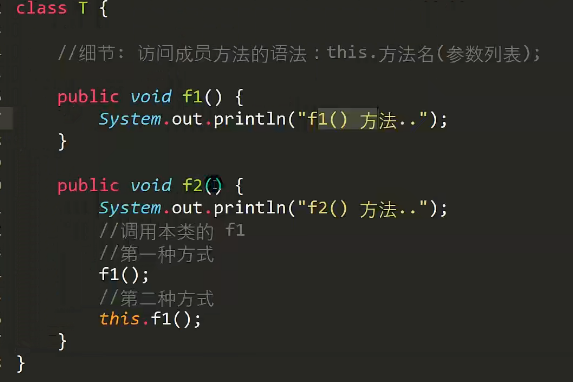 class T {
//细节: 访问成员方法的语法：this.方法名(参数列表);
public void f1() {
System.out.println("f1() 方法..");
}
public void f2() {
System.out.println("f2() 方法..");
//调用本类的 f1
//第一种方式
f1();
//第二种方式
this.f1();
}
}